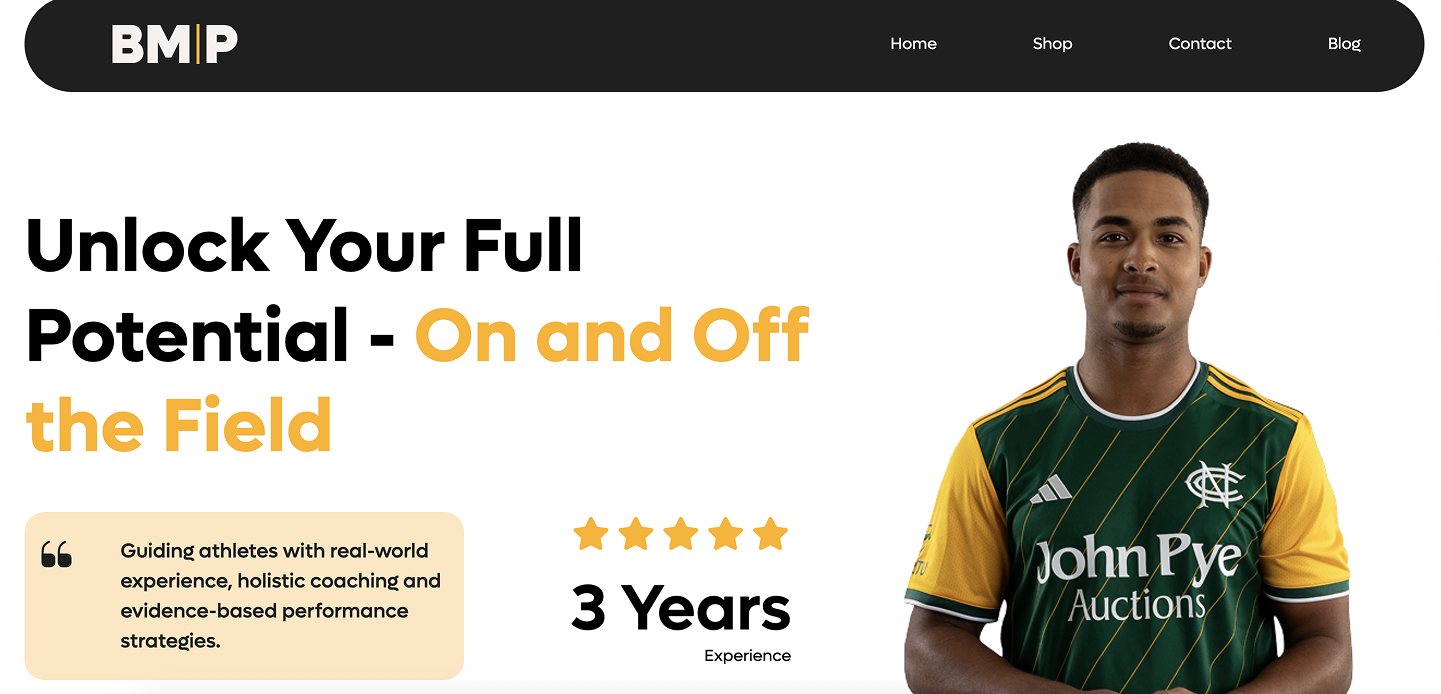 BM|P
Home
Shop
Contact
Blog
Unlock Your Full
Potential - On and Off
the Field
Guiding athletes with real-world
experience, holistic coaching and
evidence-based performance
strategies.
3 Years
Experience
John Pye
Auctions